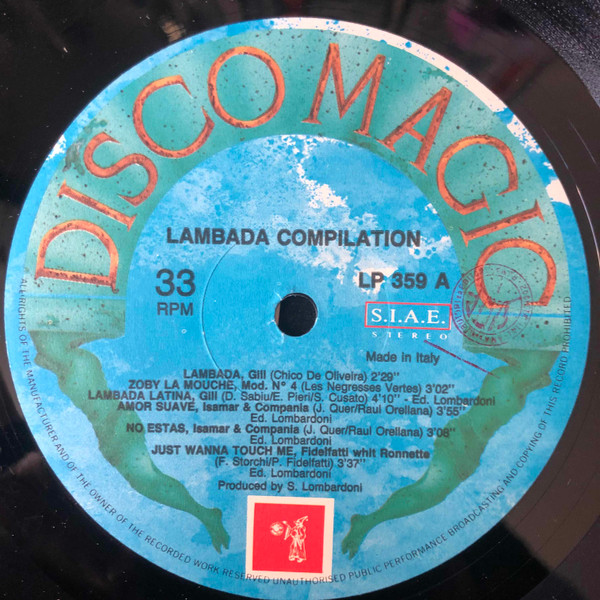 DISCO MAGIC
LAMBADA COMPILATION
33
RPM
LP 359 A
S.I.A.E.
STEREO
Made in Italy
LAMBADA, Gill (Chico De Oliveira) 2'29"
ZOBY LA MOUCHE, Mod. N° 4 (Les Negresses Vertes) 3'02"
LAMBADA LATINA, Gill (D. Sabiu/E. Pieri/S. Cusato) 4'10" - Ed. Lombardoni
AMOR SUAVE, Isamar & Compania (J. Quer/Raul Orellana) 3'55"
Ed. Lombardoni
NO ESTAS, Isamar & Compania (J. Quer/Raul Orellana) 3'08"
Ed. Lombardoni
JUST WANNA TOUCH ME, Fidelfatti whit Ronnette
(F. Storchi/P. Fidelfatti) 3'37"
Ed. Lombardoni
Produced by S. Lombardoni
ALL RIGHTS OF THE MANUFACTURER AND OF THE OWNER OF THE RECORDED WORK RESERVED UNAUTHORISED PUBLIC PERFORMANCE BROADCASTING AND COPYING OF THIS RECORD PROHIBITED